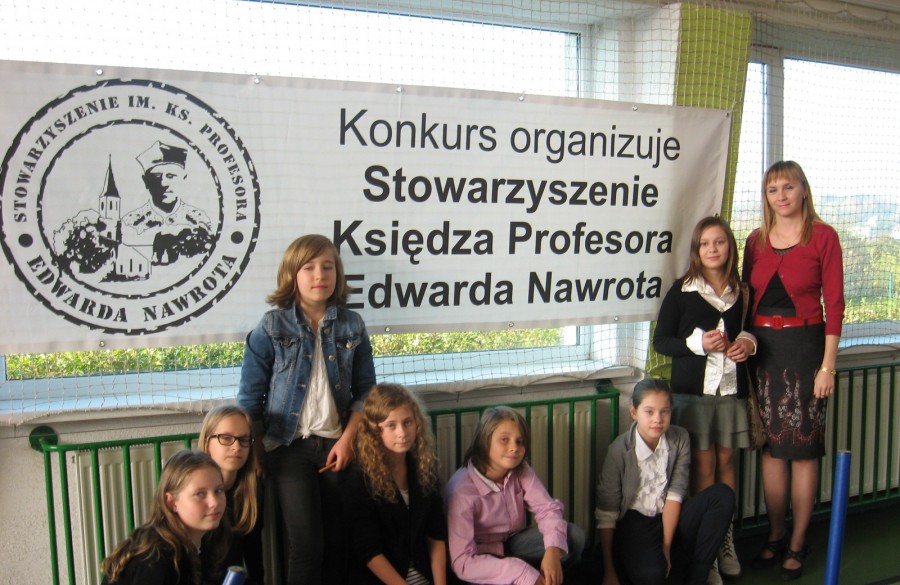 STOWARZYSZENIE IM. KS. PROFESORA
EDWARDA NAWROTA
Konkurs organizuje
Stowarzyszenie
Księdza Profesora
Edwarda Nawrota